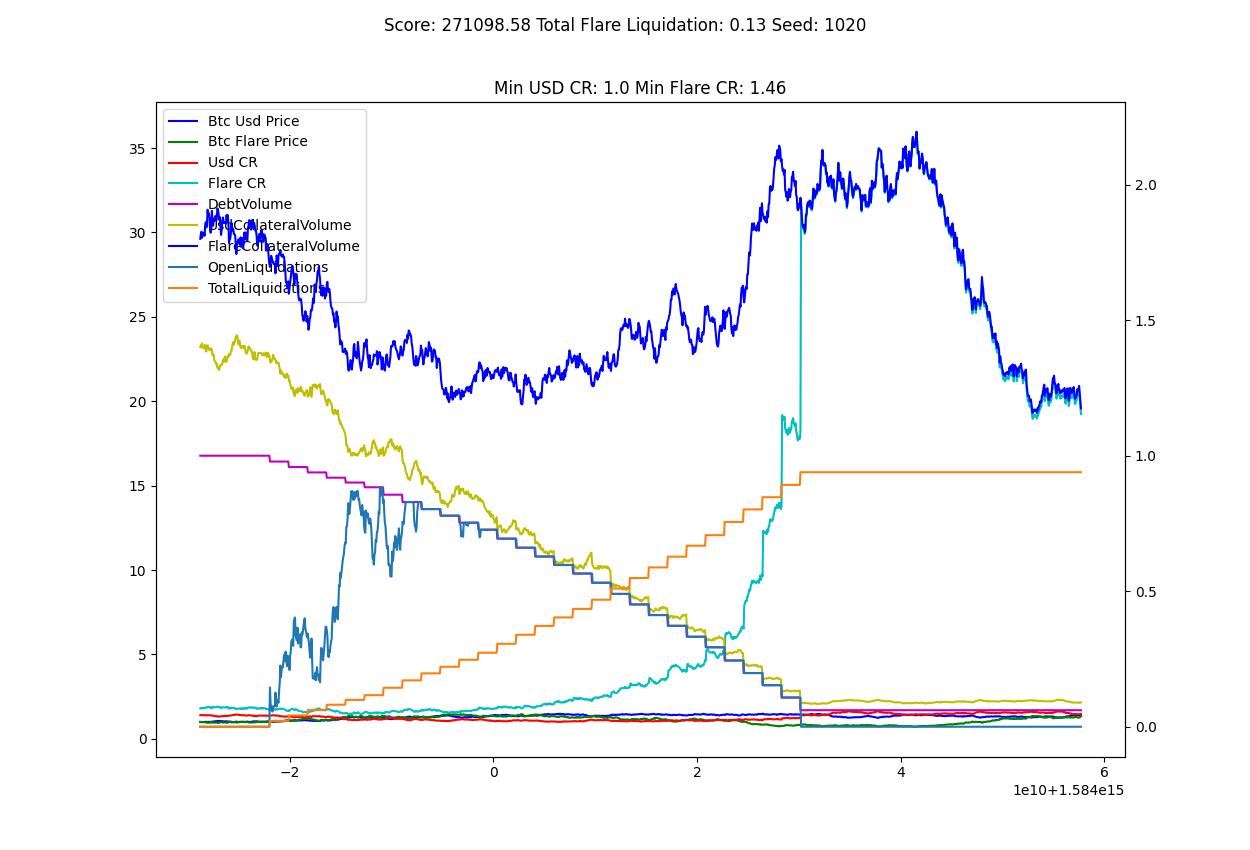 Score: 271098.58 Total Flare Liquidation: 0.13 Seed: 1020
Min USD CR: 1.0 Min Flare CR: 1.46
Btc Usd Price
Btc Flare Price
Usd CR
Flare CR
DebtVolume
UsdCollateralVolume
FlareCollateralVolume
OpenLiquidations
TotalLiquidations
35
30
25
20
15
10
5
0
2.0
1.5
1.0
0.5
0.0
−2
0
2
4
6
1e10+1.584e15